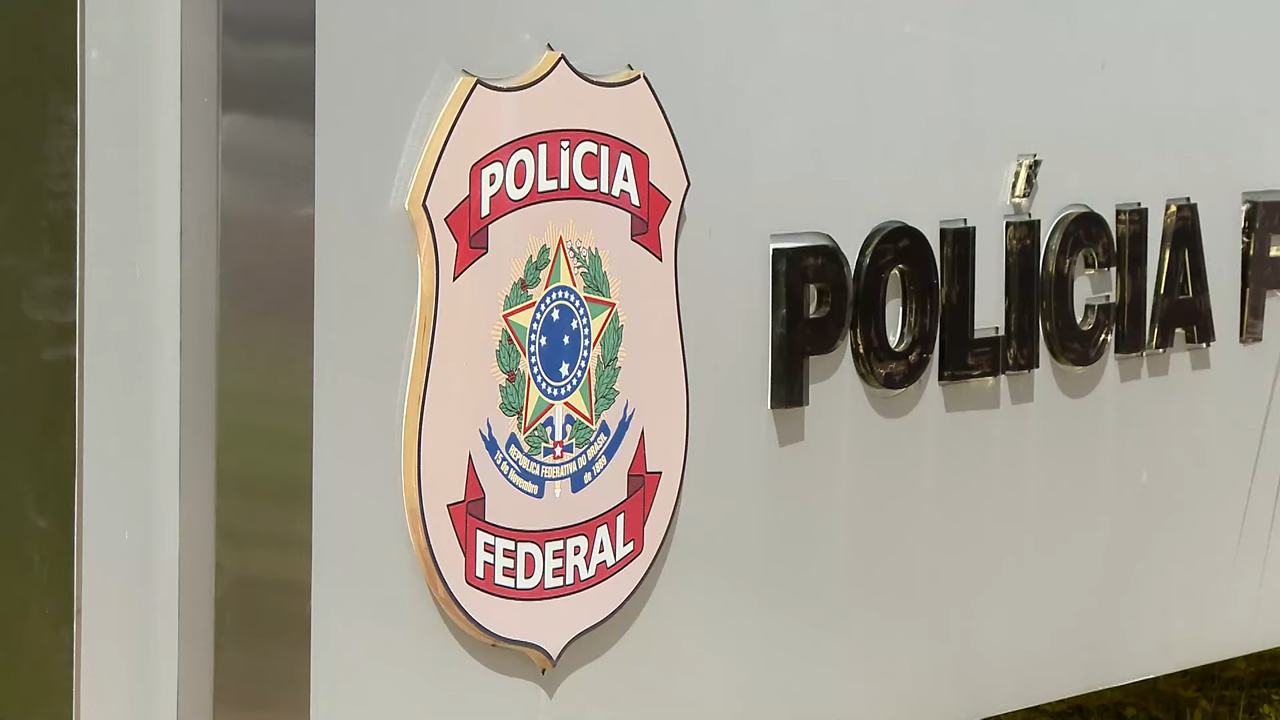 POLÍCIA
REPÚBLICA FEDERATIVA DO BRASIL
15 de Novembro
de 1889
FEDERAL
POLÍCIA F